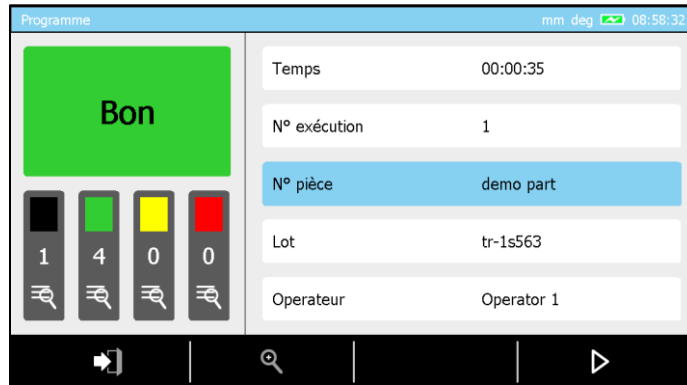 Programme
mm deg 08:58:32
Bon
1 4 0 0
Temps 00:00:35
N° exécution 1
N° pièce demo part
Lot tr-1s563
Operateur Operator 1